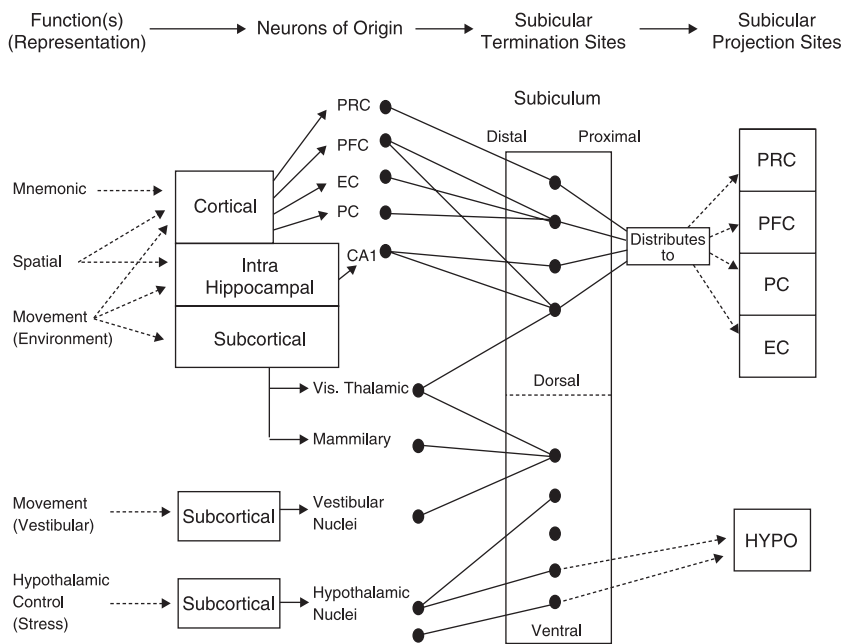 Function(s)
(Representation)
Neurons of Origin
Subicular
Termination Sites
Subicular
Projection Sites
Subiculum
Distal
Proximal
PRC
PFC
EC
PC
CA1
Mnemonic
Spatial
Movement
(Environment)
Cortical
Intra
Hippocampal
Subcortical
Distributes
to
PRC
PFC
PC
EC
Dorsal
Vis. Thalamic
Mammilary
Movement
(Vestibular)
Subcortical
Vestibular
Nuclei
HYPO
Hypothalamic
Control
(Stress)
Subcortical
Hypothalamic
Nuclei
Ventral